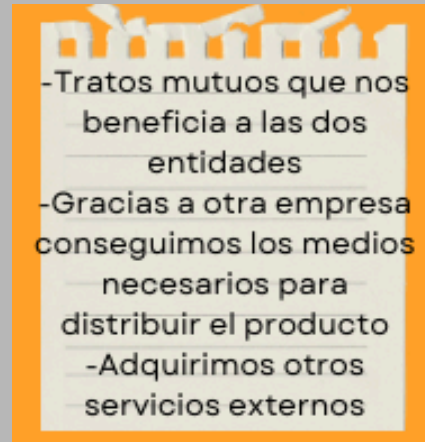 -Tratos mutuos que nos
beneficia a las dos
entidades
-Gracias a otra empresa
conseguimos los medios
necesarios para
distribuir el producto
-Adquirimos otros
servicios externos